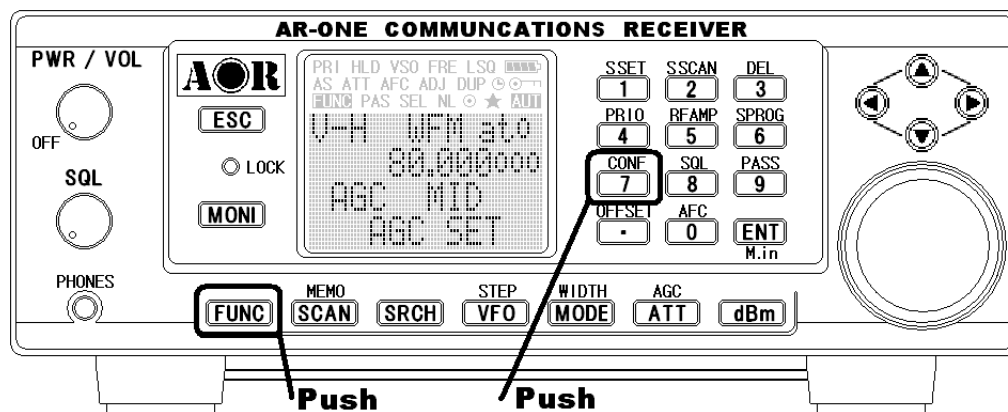 AR-ONE COMMUNCATIONS RECEIVER
PWR / VOL
OFF
SQL
PHONES
AOR
ESC
LOCK
MONI
PRI HLD VSO FRE LSQ
AS ATT AFC ADJ DUP
FUNC PAS SEL NL AUT
V-H WFM ato
80.000000
AGC MID
AGC SET
SSET SSCAN DEL
1 2 3
PRIO RFAMP SPROG
4 5 6
CONF SQL PASS
7 8 9
OFFSET AFC
. 0 ENT
M.in
MEMO STEP WIDTH AGC
FUNC SCAN SRCH VFO MODE ATT dBm
Push Push